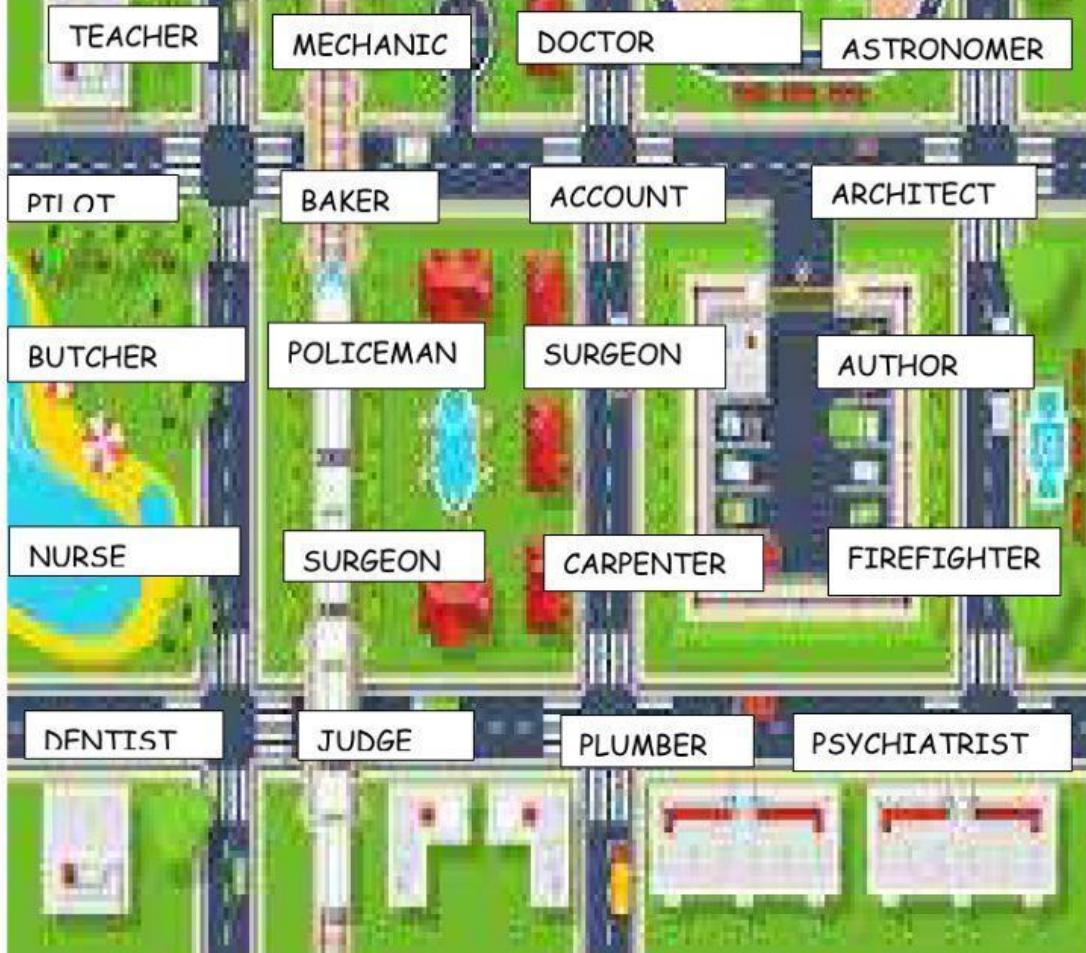 TEACHER
MECHANIC
DOCTOR
ASTRONOMER
PILOT
BAKER
ACCOUNT
ARCHITECT
BUTCHER
POLICEMAN
SURGEON
AUTHOR
NURSE
SURGEON
CARPENTER
FIREFIGHTER
DENTIST
JUDGE
PLUMBER
PSYCHIATRIST